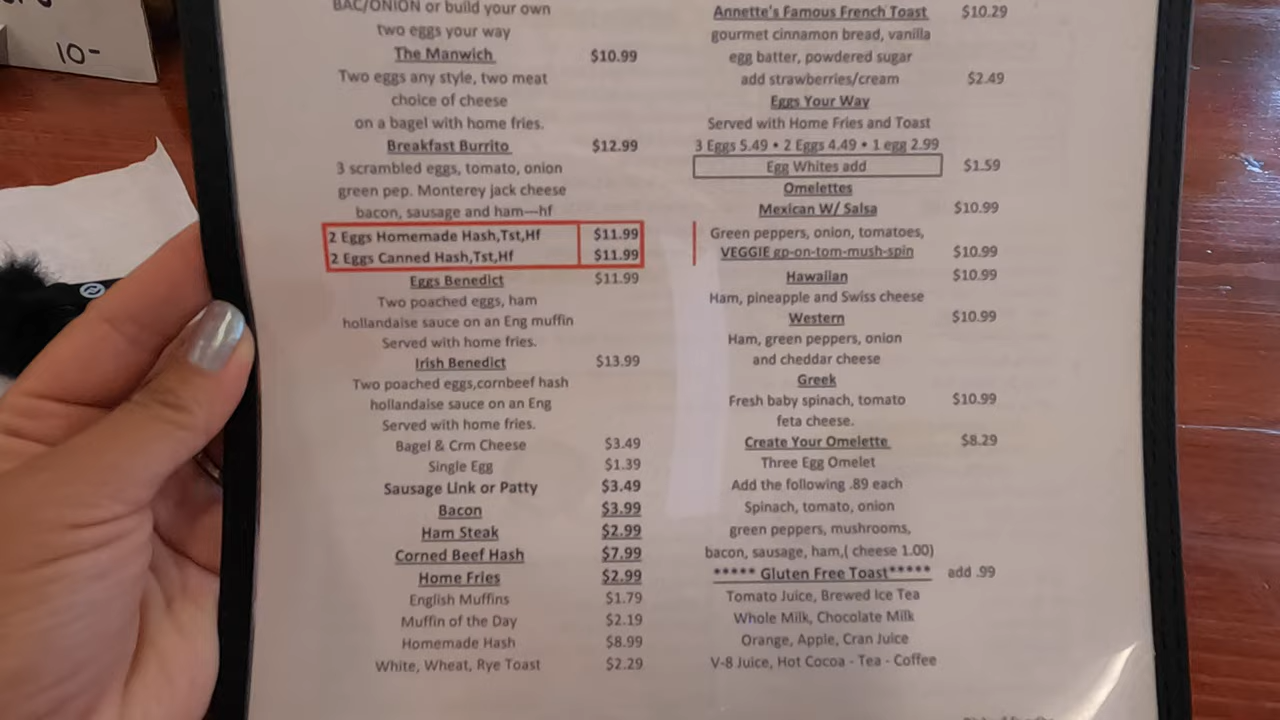 10-
BAC/ONION or build your own
two eggs your way
The Manwich $10.99
Two eggs any style, two meat
choice of cheese
on a bagel with home fries.
Breakfast Burrito $12.99
3 scrambled eggs, tomato, onion
green pep. Monterey jack cheese
bacon, sausage and ham—hf
2 Eggs Homemade Hash,Tst,Hf $11.99
2 Eggs Canned Hash,Tst,Hf $11.99
Eggs Benedict $11.99
Two poached eggs, ham
hollandaise sauce on an Eng muffin
Served with home fries.
Irish Benedict $13.99
Two poached eggs,cornbeef hash
hollandaise sauce on an Eng
Served with home fries.
Bagel & Crm Cheese $3.49
Single Egg $1.39
Sausage Link or Patty $3.49
Bacon $3.99
Ham Steak $2.99
Corned Beef Hash $7.99
Home Fries $2.99
English Muffins $1.79
Muffin of the Day $2.19
Homemade Hash $8.99
White, Wheat, Rye Toast $2.29
Annette's Famous French Toast $10.29
gourmet cinnamon bread, vanilla
egg batter, powdered sugar
add strawberries/cream $2.49
Eggs Your Way
Served with Home Fries and Toast
3 Eggs 5.49 • 2 Eggs 4.49 • 1 egg 2.99
Egg Whites add $1.59
Omelettes
Mexican W/ Salsa $10.99
Green peppers, onion, tomatoes,
VEGGIE gp-on-tom-mush-spin $10.99
Hawaiian $10.99
Ham, pineapple and Swiss cheese
Western $10.99
Ham, green peppers, onion
and cheddar cheese
Greek
Fresh baby spinach, tomato $10.99
feta cheese.
Create Your Omelette $8.29
Three Egg Omelet
Add the following .89 each
Spinach, tomato, onion
green peppers, mushrooms,
bacon, sausage, ham,( cheese 1.00)
***** Gluten Free Toast***** add .99
Tomato Juice, Brewed Ice Tea
Whole Milk, Chocolate Milk
Orange, Apple, Cran Juice
V-8 Juice, Hot Cocoa - Tea - Coffee